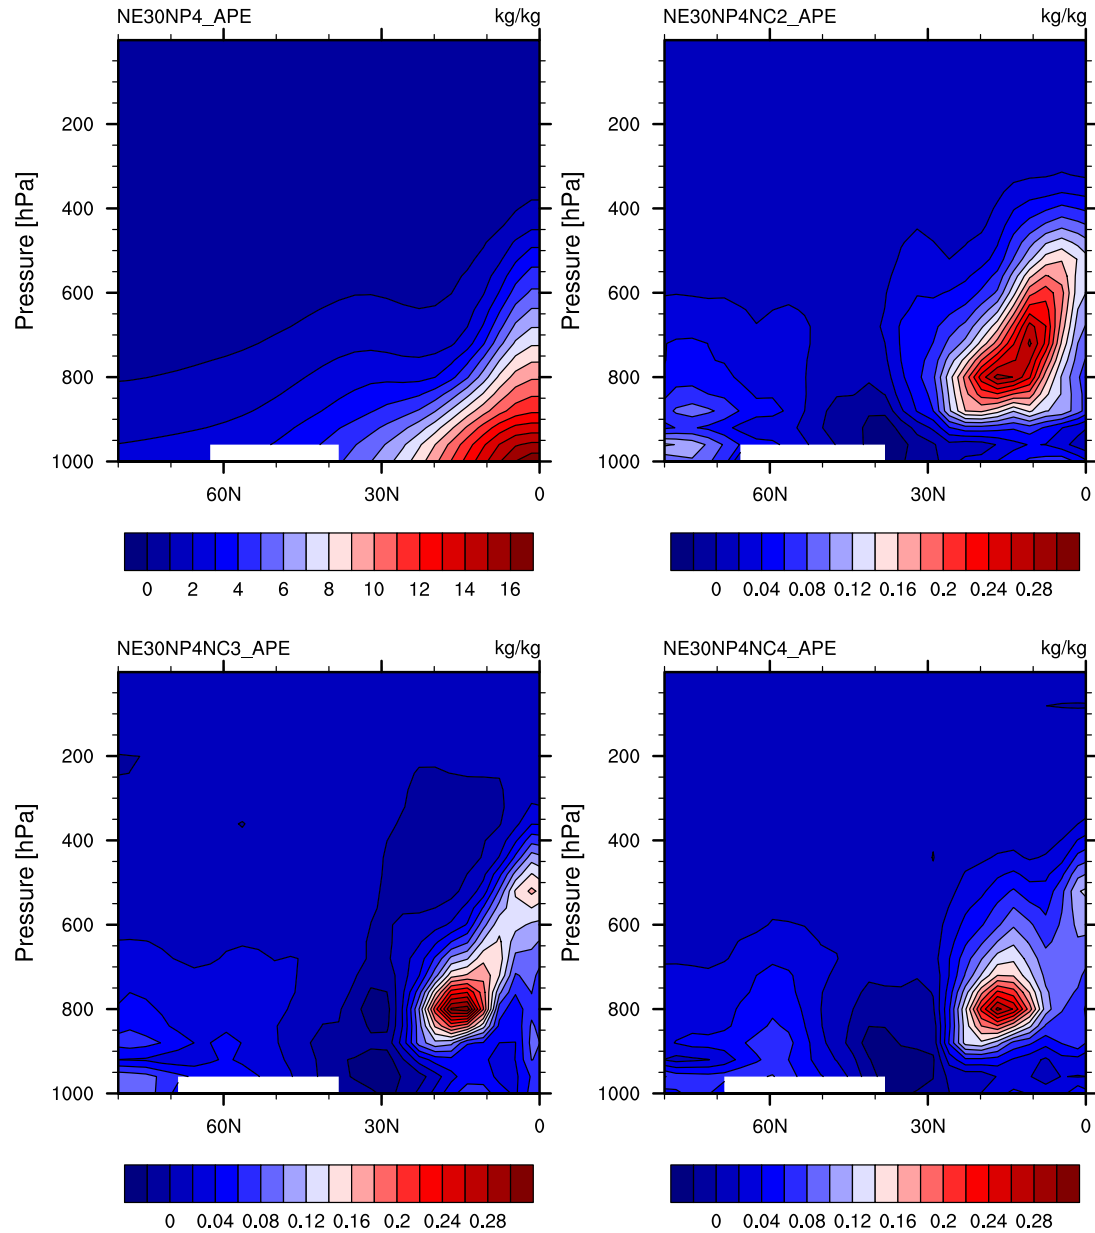 NE30NP4_APE kg/kg
Pressure [hPa]
200
400
600
800
1000
60N 30N 0
0 2 4 6 8 10 12 14 16
NE30NP4NC2_APE kg/kg
Pressure [hPa]
200
400
600
800
1000
60N 30N 0
0 0.04 0.08 0.12 0.16 0.2 0.24 0.28
NE30NP4NC3_APE kg/kg
Pressure [hPa]
200
400
600
800
1000
60N 30N 0
0 0.04 0.08 0.12 0.16 0.2 0.24 0.28
NE30NP4NC4_APE kg/kg
Pressure [hPa]
200
400
600
800
1000
60N 30N 0
0 0.04 0.08 0.12 0.16 0.2 0.24 0.28